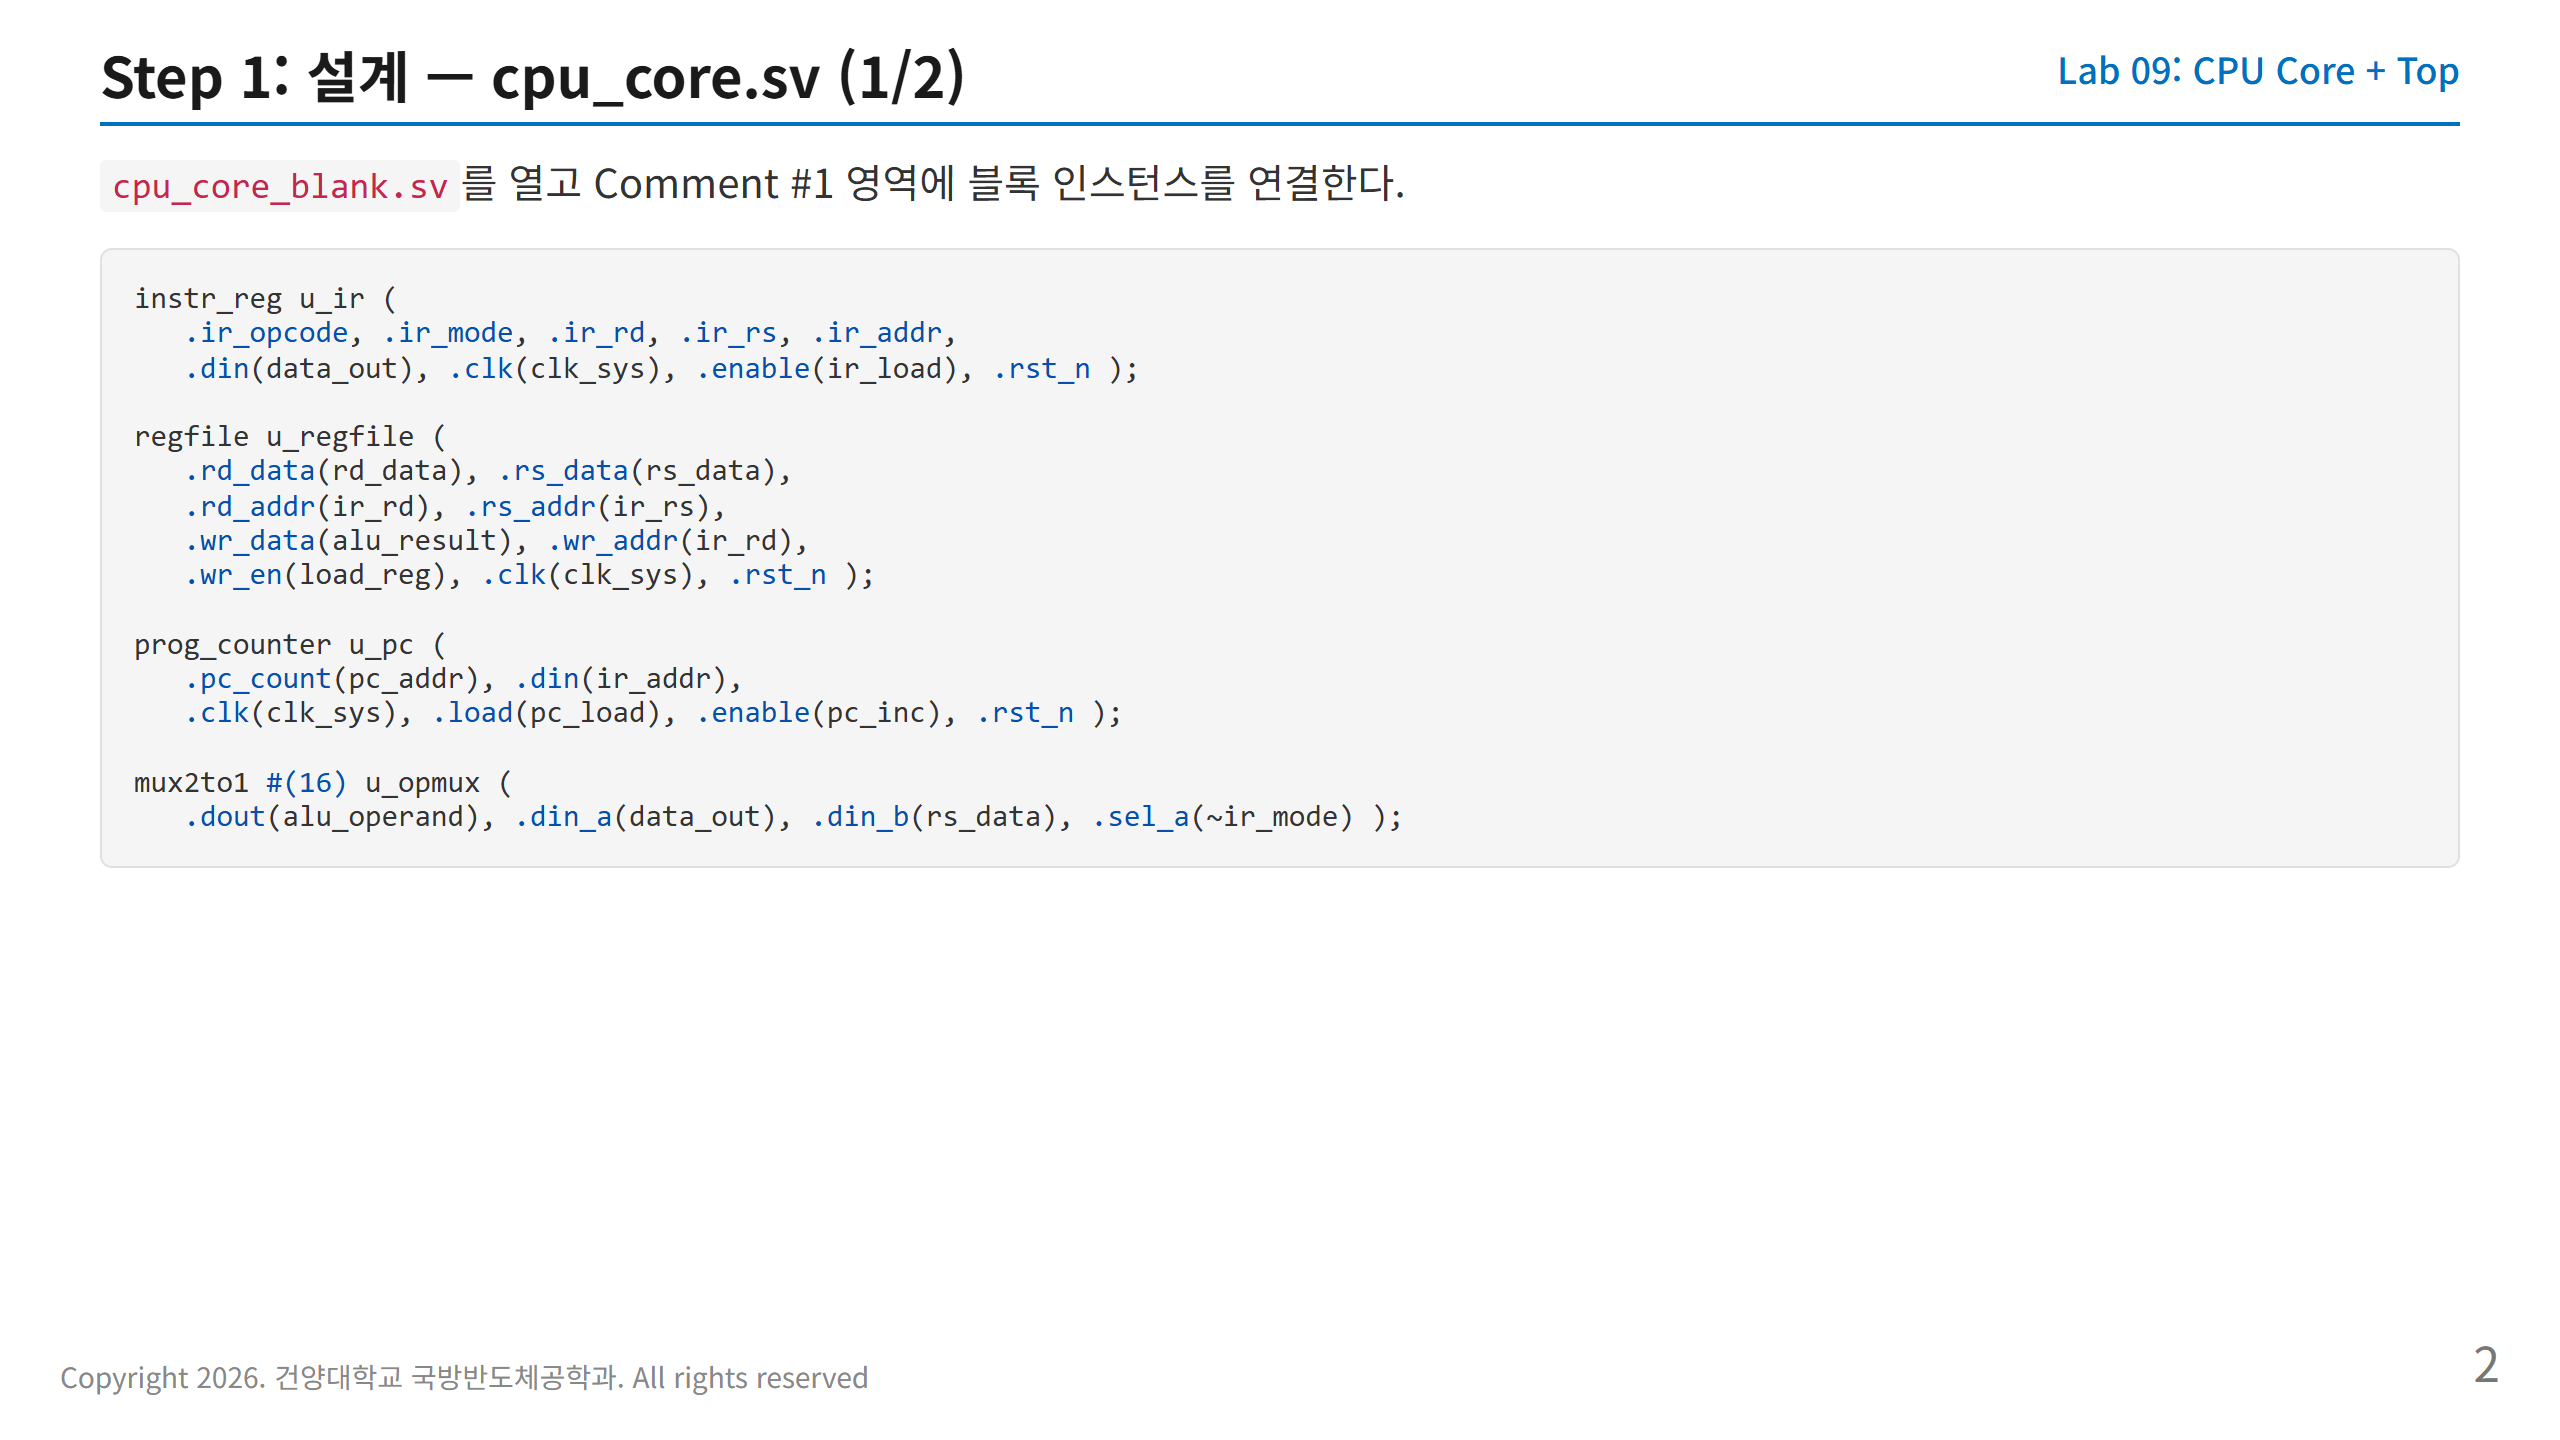 Step 1: 설계 — cpu_core.sv (1/2)
Lab 09: CPU Core + Top
cpu_core_blank.sv를 열고 Comment #1 영역에 블록 인스턴스를 연결한다.
instr_reg u_ir (
   .ir_opcode, .ir_mode, .ir_rd, .ir_rs, .ir_addr,
   .din(data_out), .clk(clk_sys), .enable(ir_load), .rst_n );
regfile u_regfile (
   .rd_data(rd_data), .rs_data(rs_data),
   .rd_addr(ir_rd), .rs_addr(ir_rs),
   .wr_data(alu_result), .wr_addr(ir_rd),
   .wr_en(load_reg), .clk(clk_sys), .rst_n );
prog_counter u_pc (
   .pc_count(pc_addr), .din(ir_addr),
   .clk(clk_sys), .load(pc_load), .enable(pc_inc), .rst_n );
mux2to1 #(16) u_opmux (
   .dout(alu_operand), .din_a(data_out), .din_b(rs_data), .sel_a(~ir_mode) );
Copyright 2026. 건양대학교 국방반도체공학과. All rights reserved
2